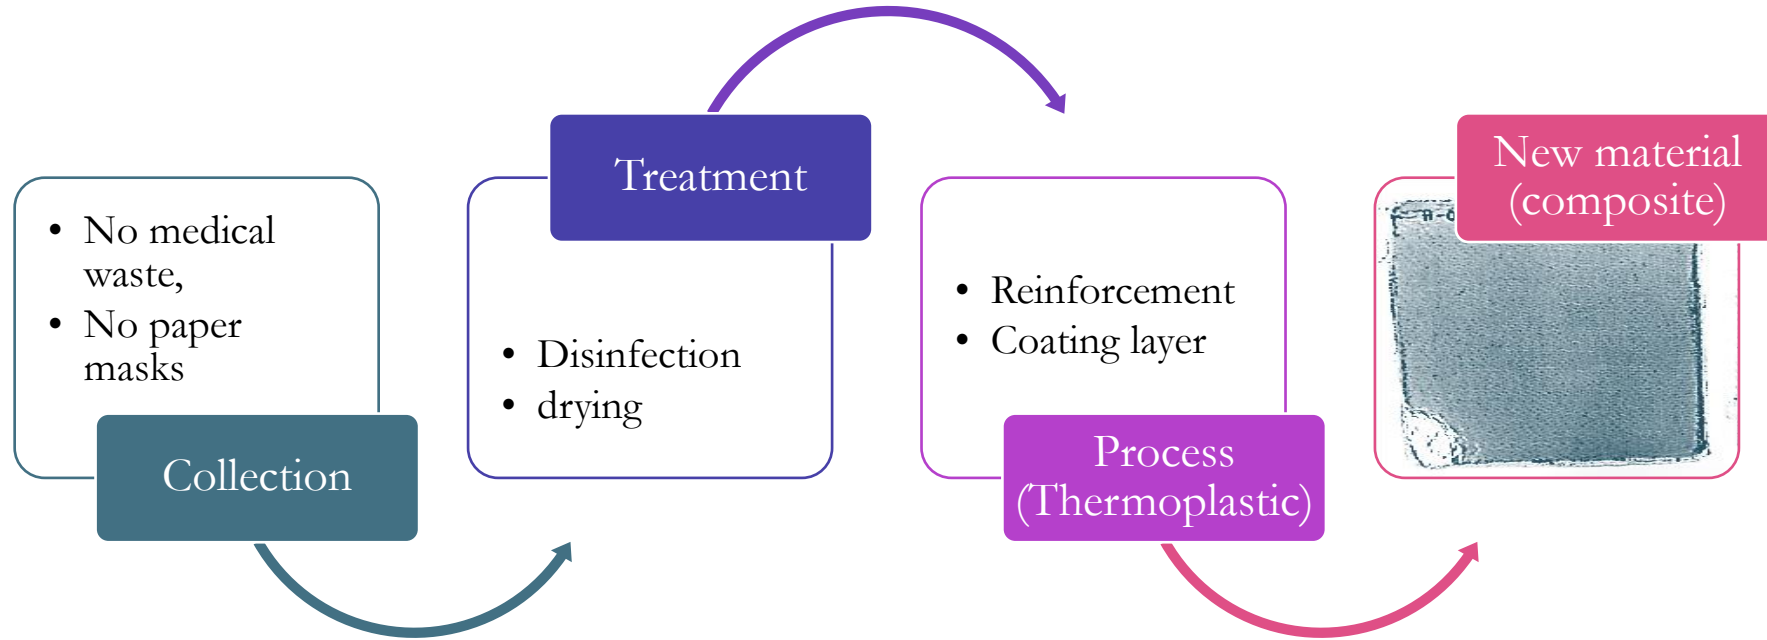 • No medical
waste,
• No paper
masks
Collection
Treatment
• Disinfection
• drying
• Reinforcement
• Coating layer
Process
(Thermoplastic)
New material
(composite)